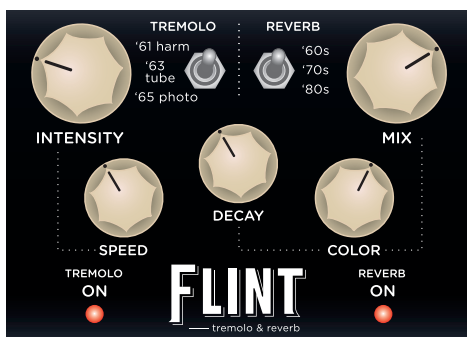 TREMOLO
REVERB
‘61 harm
‘63
tube
‘65 photo
‘60s
‘70s
‘80s
INTENSITY
MIX
DECAY
SPEED
COLOR
TREMOLO
ON
REVERB
ON
FLINT
tremolo & reverb